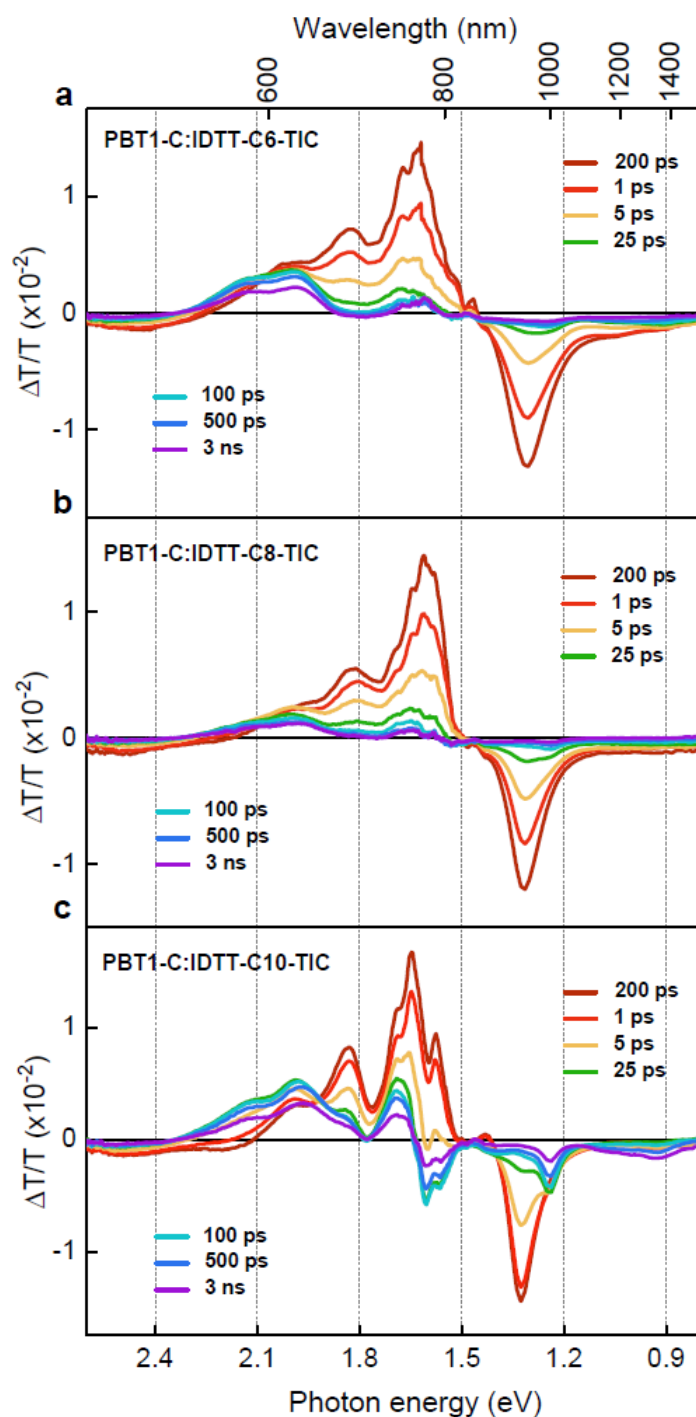 Wavelength (nm)
600 800 1000 1200 1400
a
PBT1-C:IDTT-C6-TIC
200 ps
1 ps
5 ps
25 ps
1
0
-1
ΔT/T (x10-2)
100 ps
500 ps
3 ns
b
PBT1-C:IDTT-C8-TIC
200 ps
1 ps
5 ps
25 ps
1
0
-1
ΔT/T (x10-2)
100 ps
500 ps
3 ns
c
PBT1-C:IDTT-C10-TIC
200 ps
1 ps
5 ps
25 ps
1
0
-1
ΔT/T (x10-2)
100 ps
500 ps
3 ns
2.4 2.1 1.8 1.5 1.2 0.9
Photon energy (eV)